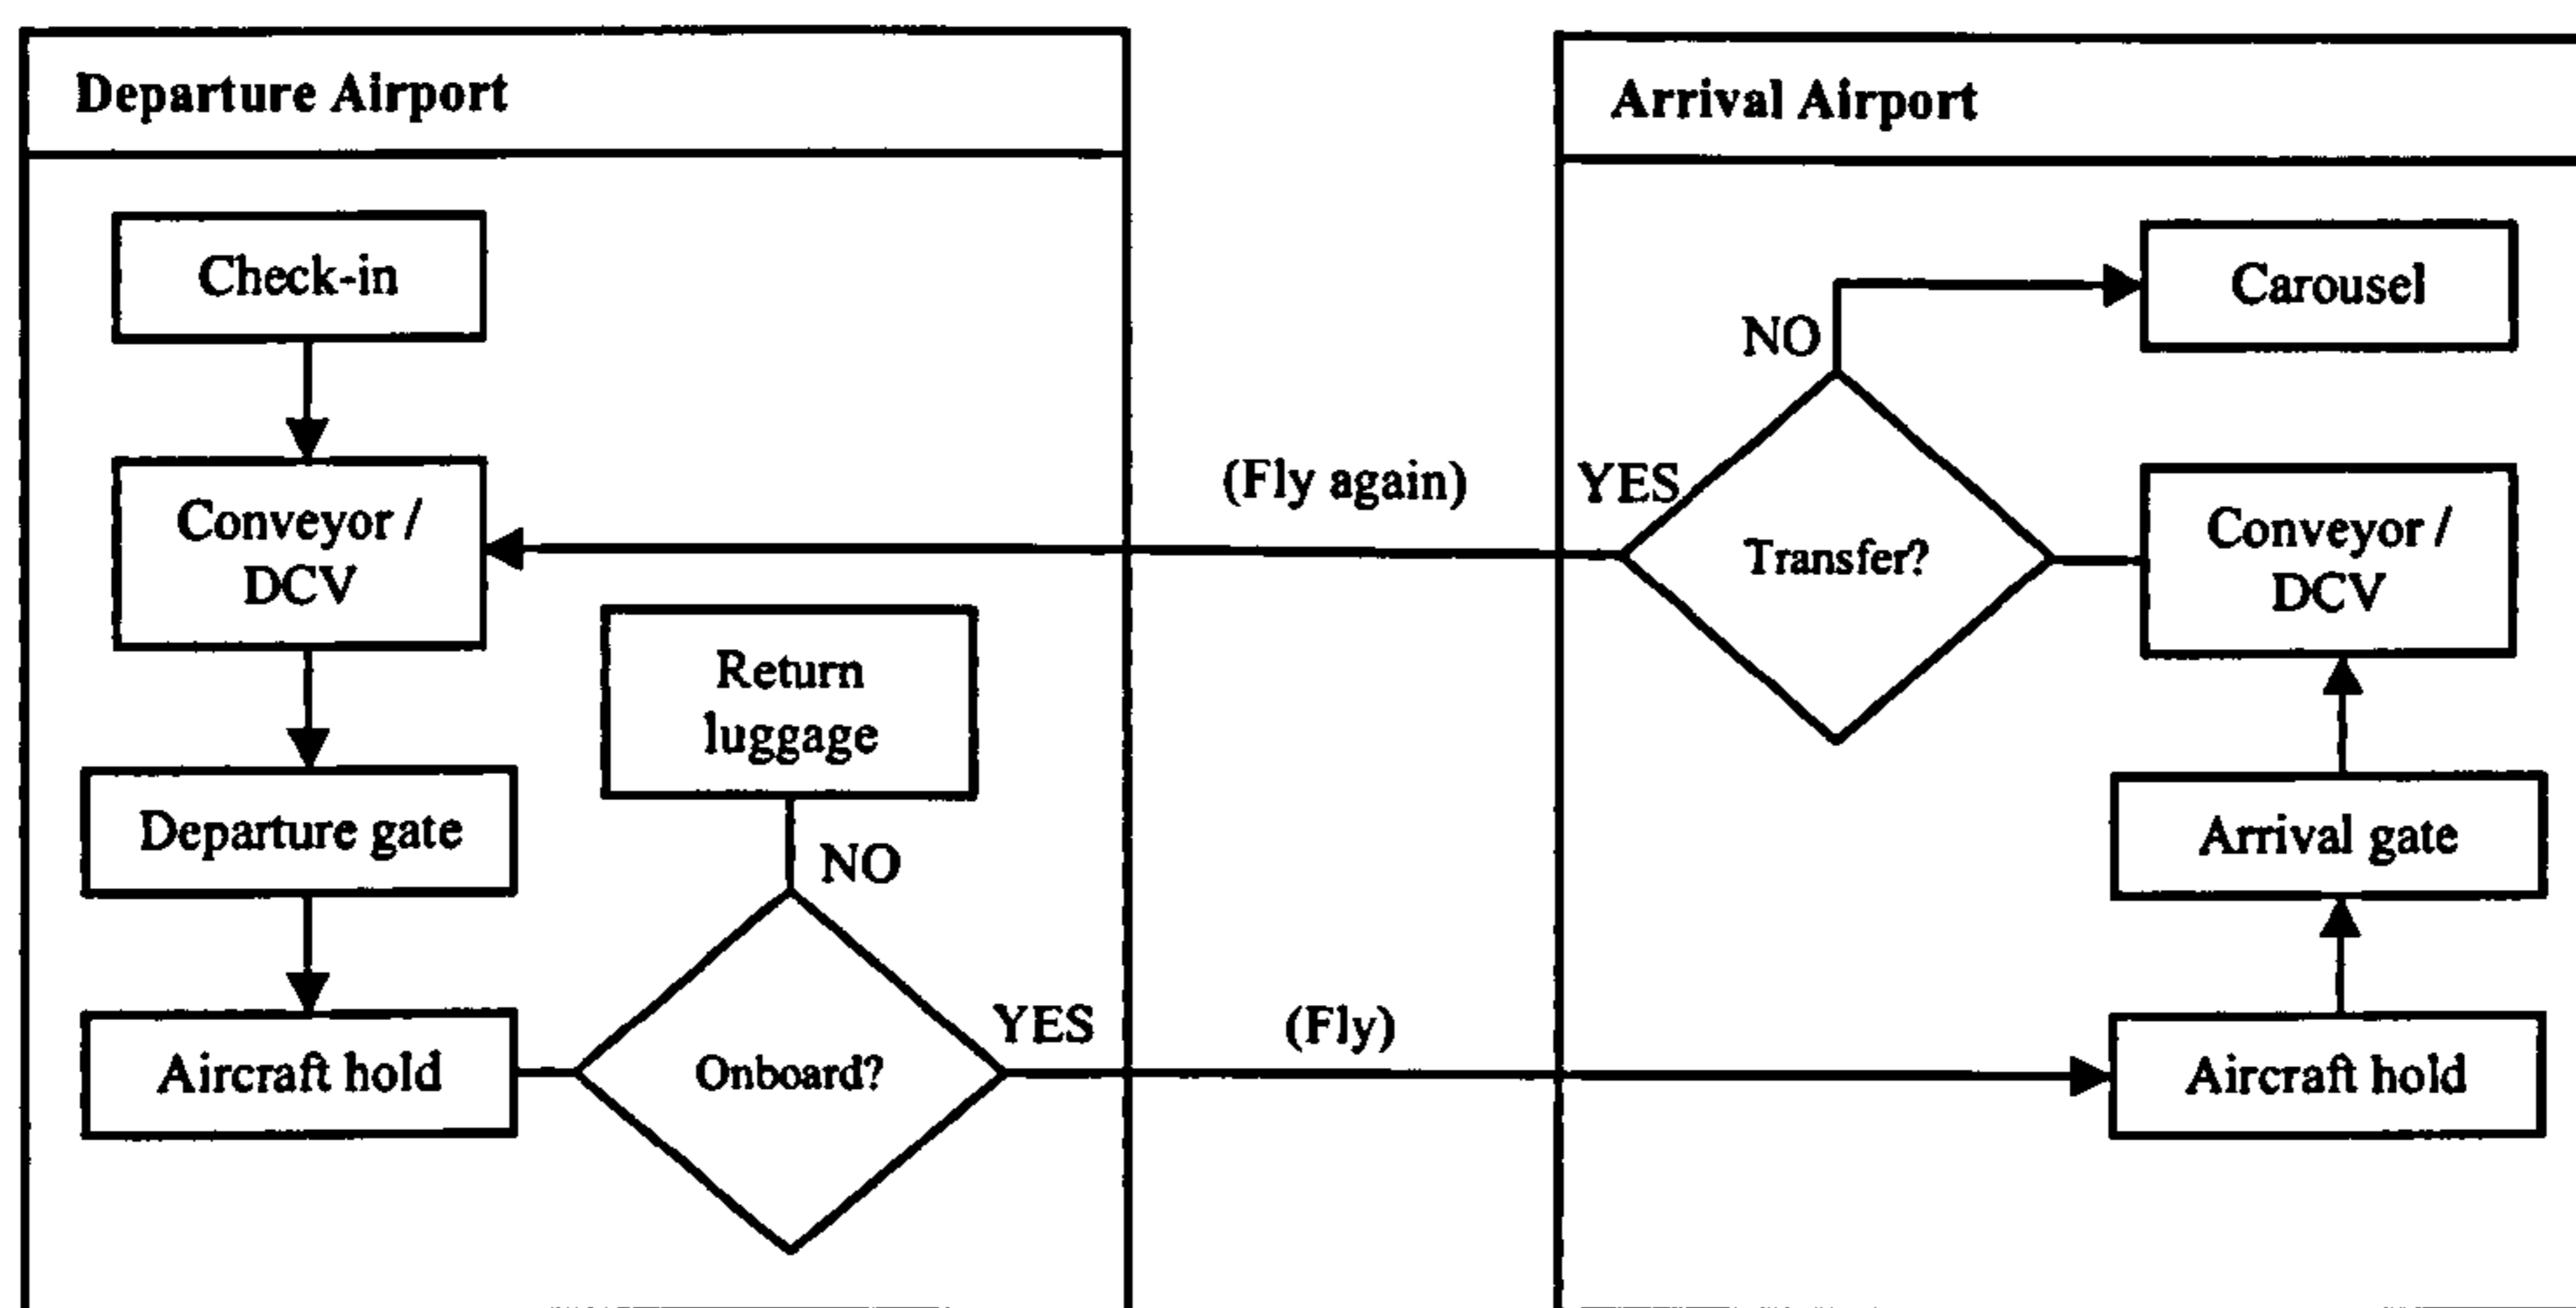 Departure Airport
Check-in
Conveyor /
DCV
Departure gate
Aircraft hold
Return
luggage
NO
Onboard?
YES
(Fly again)
(Fly)
Arrival Airport
Carousel
NO
YES
Transfer?
Conveyor /
DCV
Arrival gate
Aircraft hold